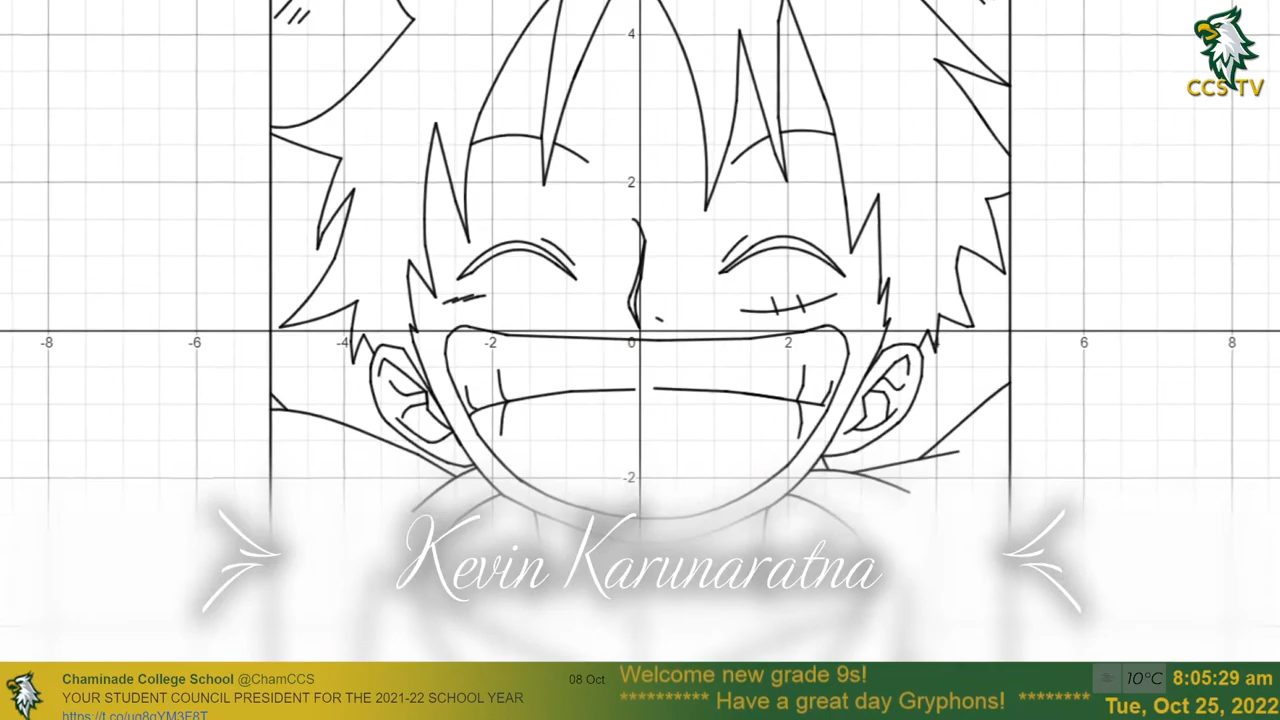 4
CCS TV
2
-8
-6
-4
-2
0
2
4
6
8
-2
Kevin Karunaratna
Chaminade College School @ChamCCS
08 Oct
YOUR STUDENT COUNCIL PRESIDENT FOR THE 2021-22 SCHOOL YEAR
Welcome new grade 9s!
********** Have a great day Gryphons! ********
10°C
8:05:29 am
Tue, Oct 25, 2022